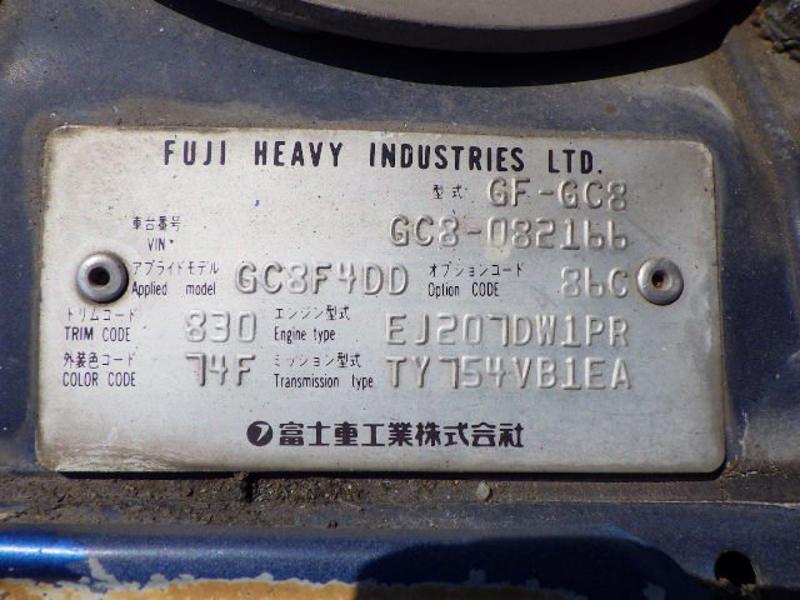 FUJI HEAVY INDUSTRIES LTD.
型式 GF-GC8
車台番号 VIN GC8-082166
アプライドモデル Applied model GC8F4DD オプションコード Option CODE 86C
トリムコード TRIM CODE 830 エンジン型式 Engine type EJ207DW1PR
外装色コード COLOR CODE 74F ミッション型式 Transmission type TY754VB1EA
富士重工業株式会社